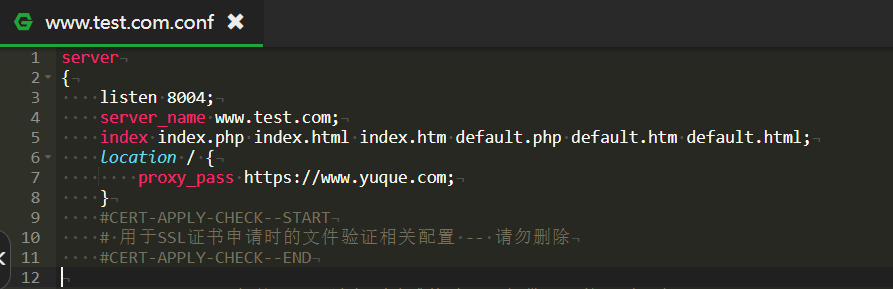 www.test.com.conf
1 server
2 {
3 listen 8004;
4 server_name www.test.com;
5 index index.php index.html index.htm default.php default.htm default.html;
6 location / {
7 proxy_pass https://www.yuque.com;
8 }
9 #CERT-APPLY-CHECK--START
10 # 用于SSL证书申请时的文件验证相关配置 -- 请勿删除
11 #CERT-APPLY-CHECK--END
12